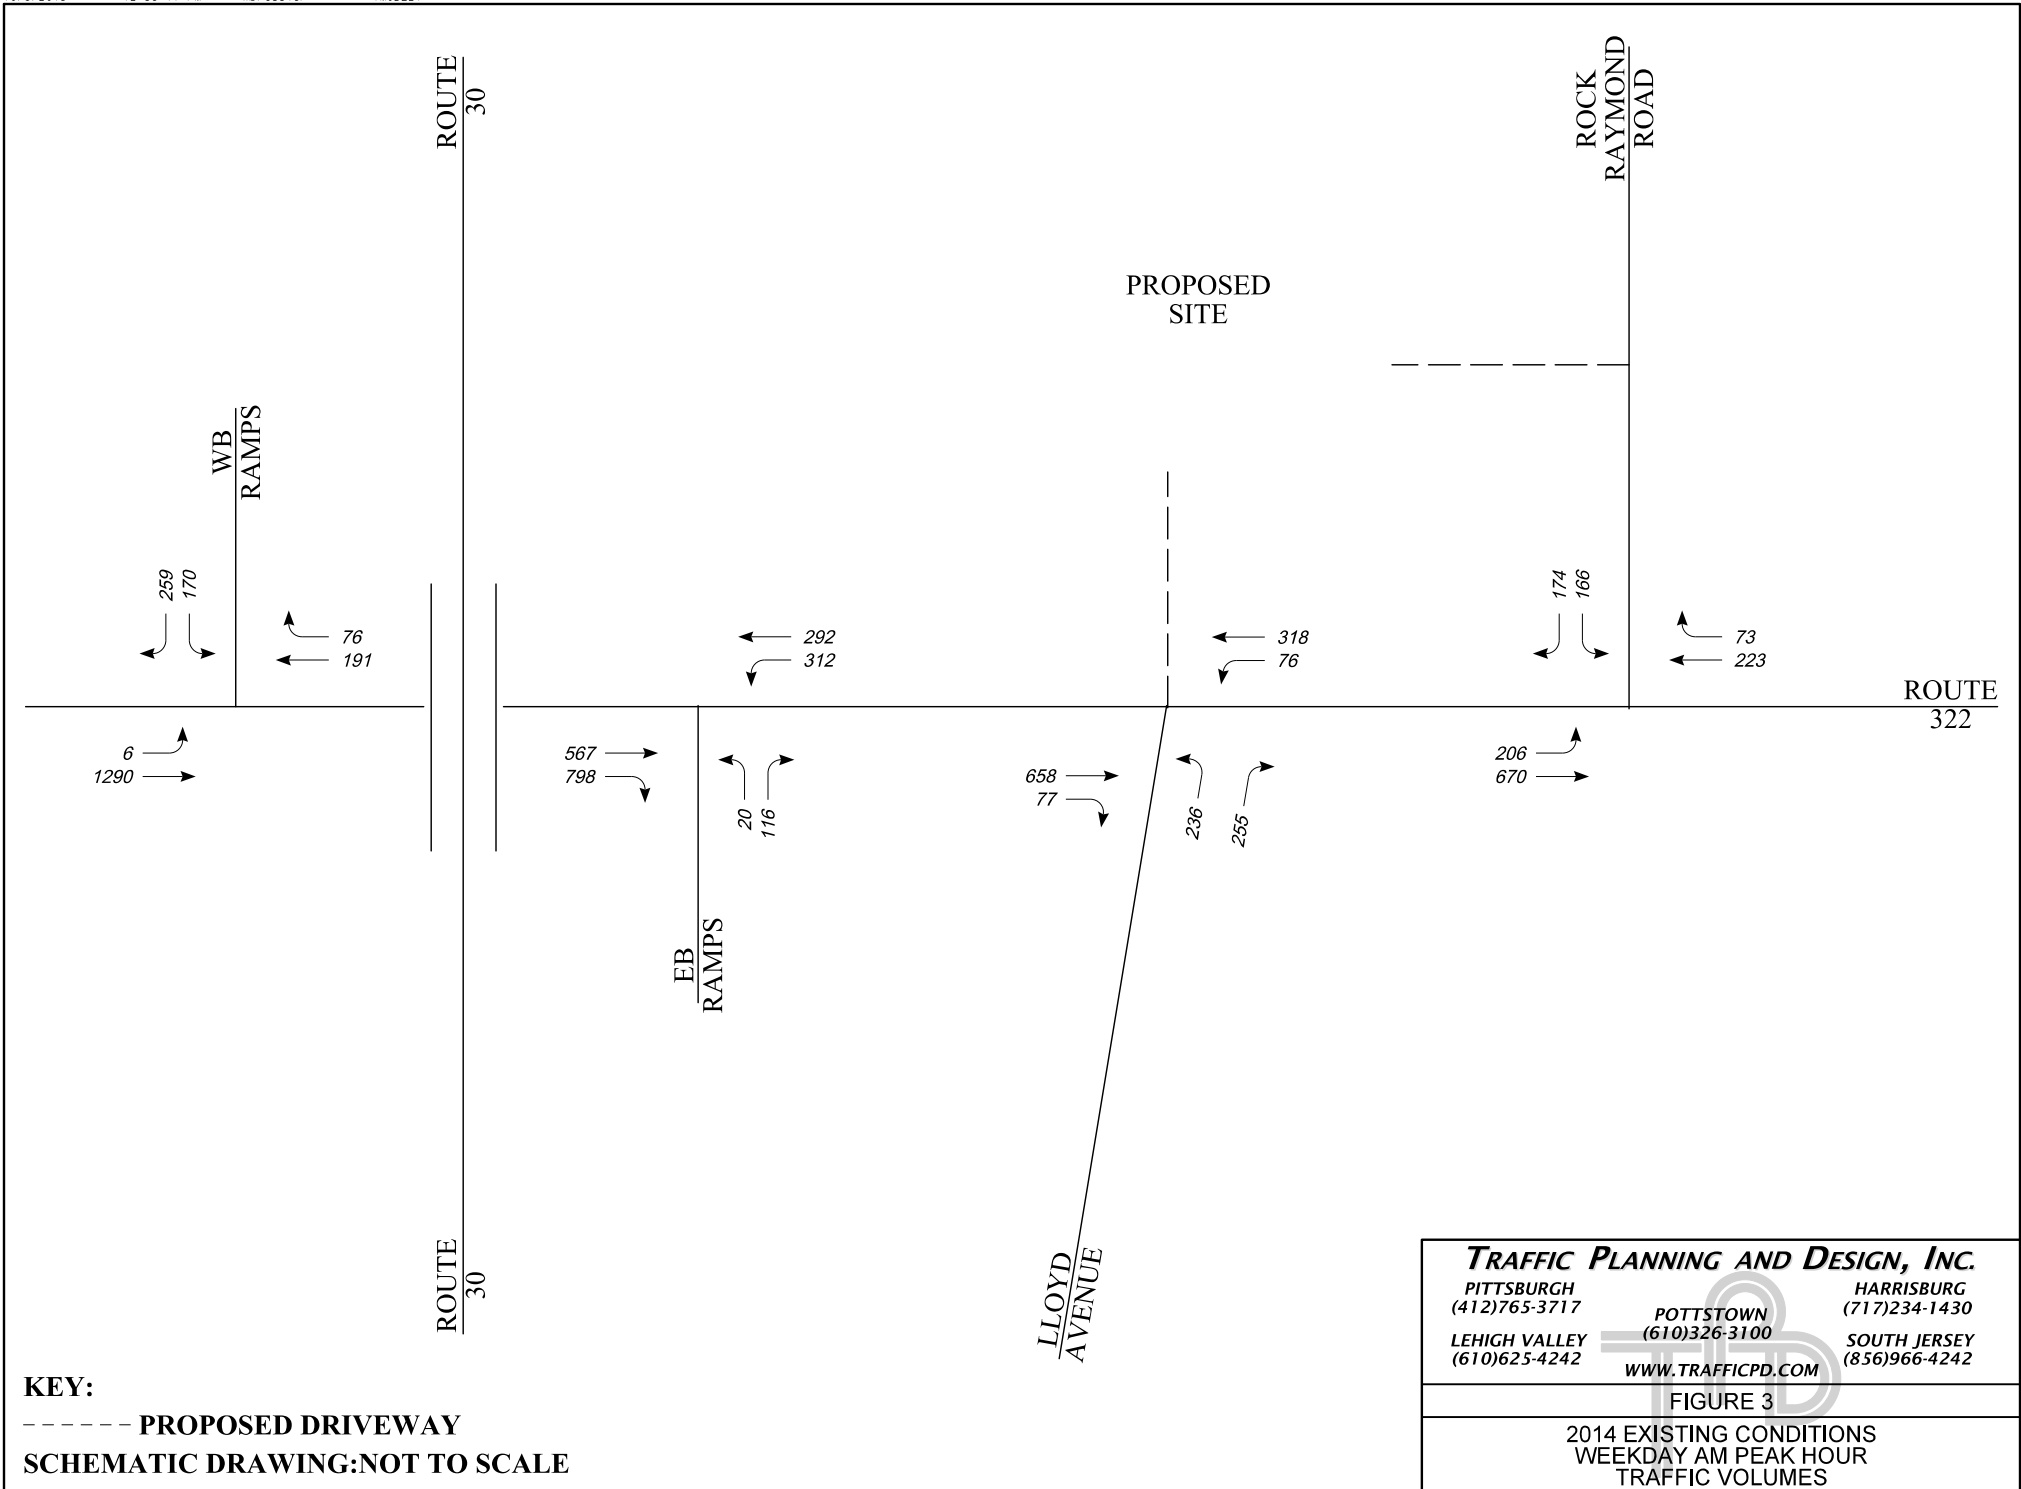 ROUTE
30
ROCK
RAYMOND
ROAD
PROPOSED
SITE
WB
RAMPS
259
170
76
191
292
312
318
76
174
166
73
223
ROUTE
322
6
1290
567
798
20
116
658
77
236
255
206
670
EB
RAMPS
ROUTE
30
LLOYD
AVENUE
KEY:
------ PROPOSED DRIVEWAY
SCHEMATIC DRAWING:NOT TO SCALE
TRAFFIC PLANNING AND DESIGN, INC.
PITTSBURGH
(412)765-3717
HARRISBURG
(717)234-1430
POTTSTOWN
(610)326-3100
LEHIGH VALLEY
(610)625-4242
SOUTH JERSEY
(856)966-4242
WWW.TRAFFICPD.COM
FIGURE 3
2014 EXISTING CONDITIONS
WEEKDAY AM PEAK HOUR
TRAFFIC VOLUMES